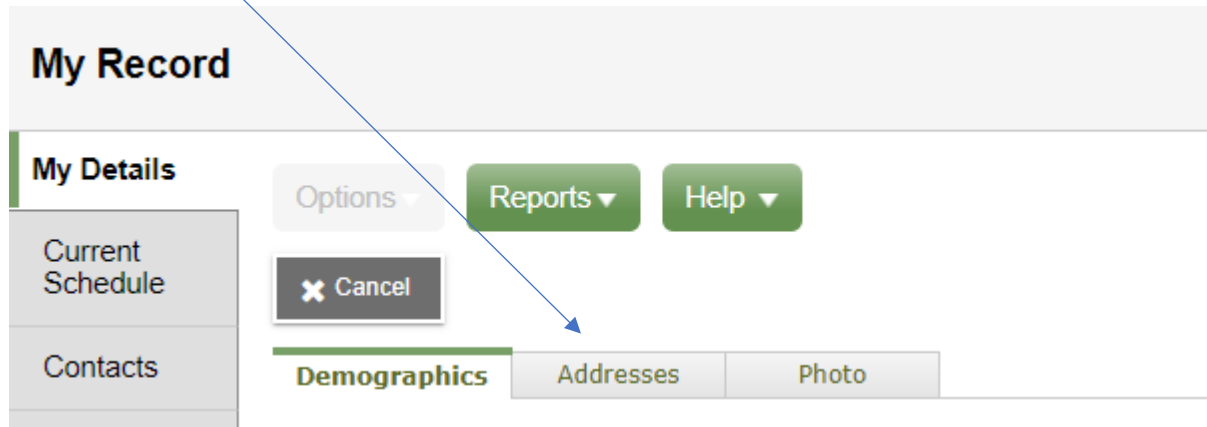 My Record
My Details
Options
Reports
Help
Current
Schedule
Cancel
Contacts
Demographics
Addresses
Photo